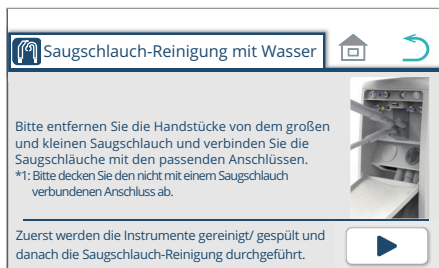 Saugschlauch-Reinigung mit Wasser
Bitte entfernen Sie die Handstücke von dem großen
und kleinen Saugschlauch und verbinden Sie die
Saugschläuche mit den passenden Anschlüssen.
*1: Bitte decken Sie den nicht mit einem Saugschlauch
verbundenen Anschluss ab.
Zuerst werden die Instrumente gereinigt/ gespült und
danach die Saugschlauch-Reinigung durchgeführt.